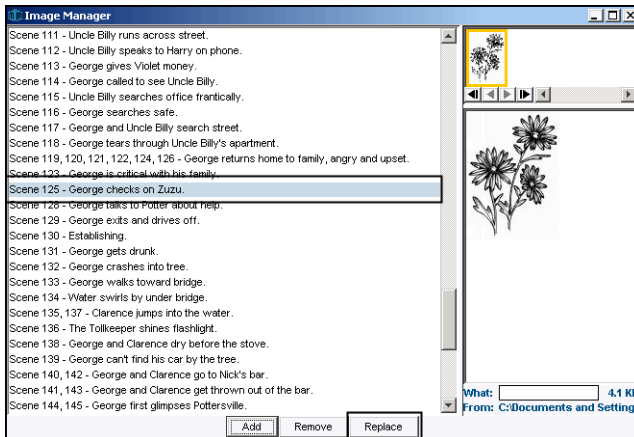 Image Manager
Scene 111 - Uncle Billy runs across street.
Scene 112 - Uncle Billy speaks to Harry on phone.
Scene 113 - George gives Violet money.
Scene 114 - George called to see Uncle Billy.
Scene 115 - Uncle Billy searches office frantically.
Scene 116 - George searches safe.
Scene 117 - George and Uncle Billy search street.
Scene 118 - George tears through Uncle Billy's apartment.
Scene 119, 120, 121, 122, 124, 126 - George returns home to family, angry and upset.
Scene 123 - George is critical with his family.
Scene 125 - George checks on Zuzu.
Scene 128 - George talks to Potter about help.
Scene 129 - George exits and drives off.
Scene 130 - Establishing.
Scene 131 - George gets drunk.
Scene 132 - George crashes into tree.
Scene 133 - George walks toward bridge.
Scene 134 - Water swirls by under bridge.
Scene 135, 137 - Clarence jumps into the water.
Scene 136 - The Tollkeeper shines flashlight.
Scene 138 - George and Clarence dry before the stove.
Scene 139 - George can't find his car by the tree.
Scene 140, 142 - George and Clarence go to Nick's bar.
Scene 141, 143 - George and Clarence get thrown out of the bar.
Scene 144, 145 - George first glimpses Pottersville.
What: 4.1 K
From: C:\Documents and Setting
Add Remove Replace